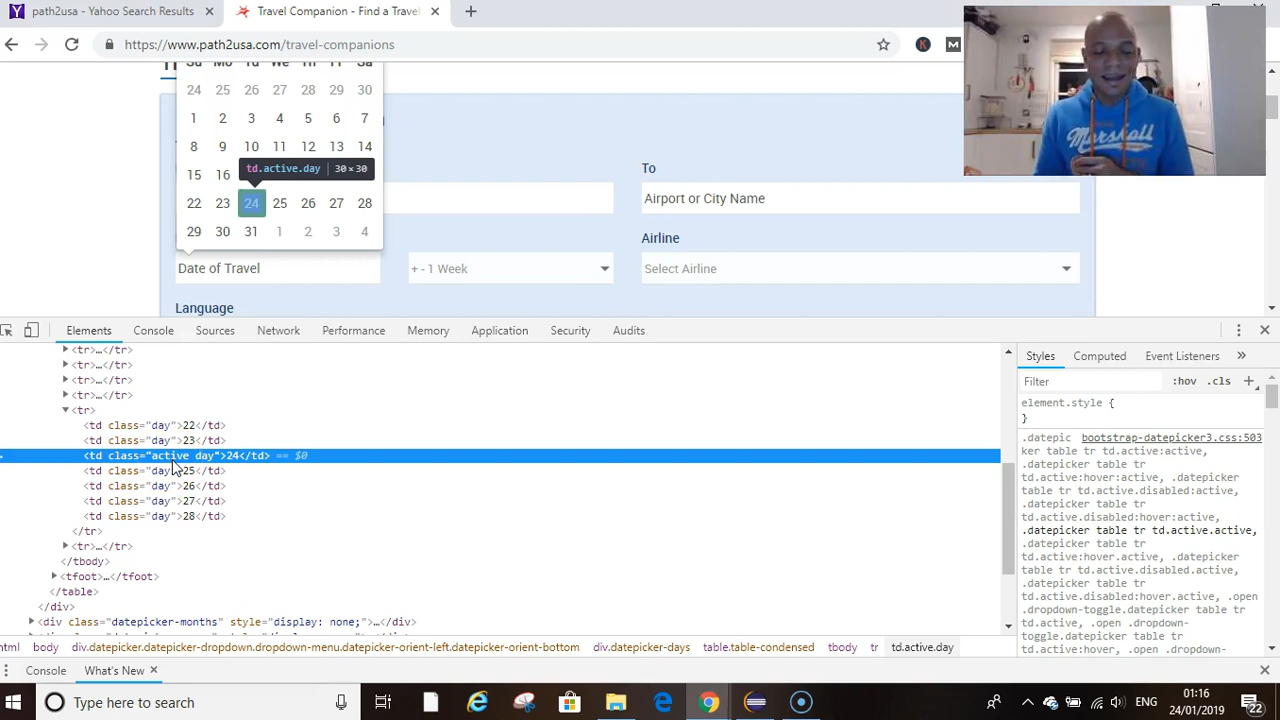 path2usa - Yahoo Search Results
Travel Companion - Find a Travel
https://www.path2usa.com/travel-companions
K
M
Su Mo Tu We Th Fr Sa
24 25 26 27 28 29 30
1 2 3 4 5 6 7
8 9 10 11 12 13 14
15 16
td.active.day 30×30
22 23 24 25 26 27 28
29 30 31 1 2 3 4
To
Airport or City Name
Airline
Date of Travel
+ - 1 Week
Select Airline
Language
Marshall
Elements Console Sources Network Performance Memory Application Security Audits
<tr>…</tr>
<tr>…</tr>
<tr>…</tr>
<tr>…</tr>
<tr>
<td class="day">22</td>
<td class="day">23</td>
<td class="active day">24</td> == $0
<td class="day">25</td>
<td class="day">26</td>
<td class="day">27</td>
<td class="day">28</td>
</tr>
<tr>…</tr>
</tbody>
<tfoot>…</tfoot>
</table>
</div>
<div class="datepicker-months" style="display: none;">…</div>
html body div.datepicker.datepicker-dropdown.dropdown-menu.datepicker-orient-left.datepicker-orient-bottom div.datepicker-days table.table-condensed tbody tr td.active.day
Styles Computed Event Listeners »
Filter :hov .cls +
element.style {
}
.datepic bootstrap-datepicker3.css:503
ker table tr td.active:active,
.datepicker table tr
td.active:hover:active,
.datepicker table tr
td.active.disabled:active,
.datepicker table tr
td.active.disabled:hover:active,
.datepicker table tr td.active.active,
.datepicker table tr
td.active:hover.active,
.datepicker table tr
td.active.disabled.active,
.datepicker table tr
td.active.disabled:hover.active, .open
.dropdown-toggle.datepicker table tr
td.active, .open .dropdown-
toggle.datepicker table tr
td.active:hover, .open .dropdown-
Console What's New
Type here to search
ENG
01:16
24/01/2019
22